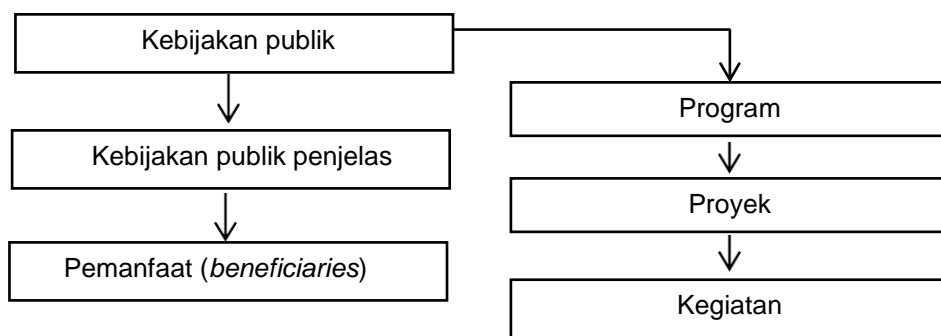 Kebijakan publik
Kebijakan publik penjelas
Pemanfaat (beneficiaries)
Program
Proyek
Kegiatan